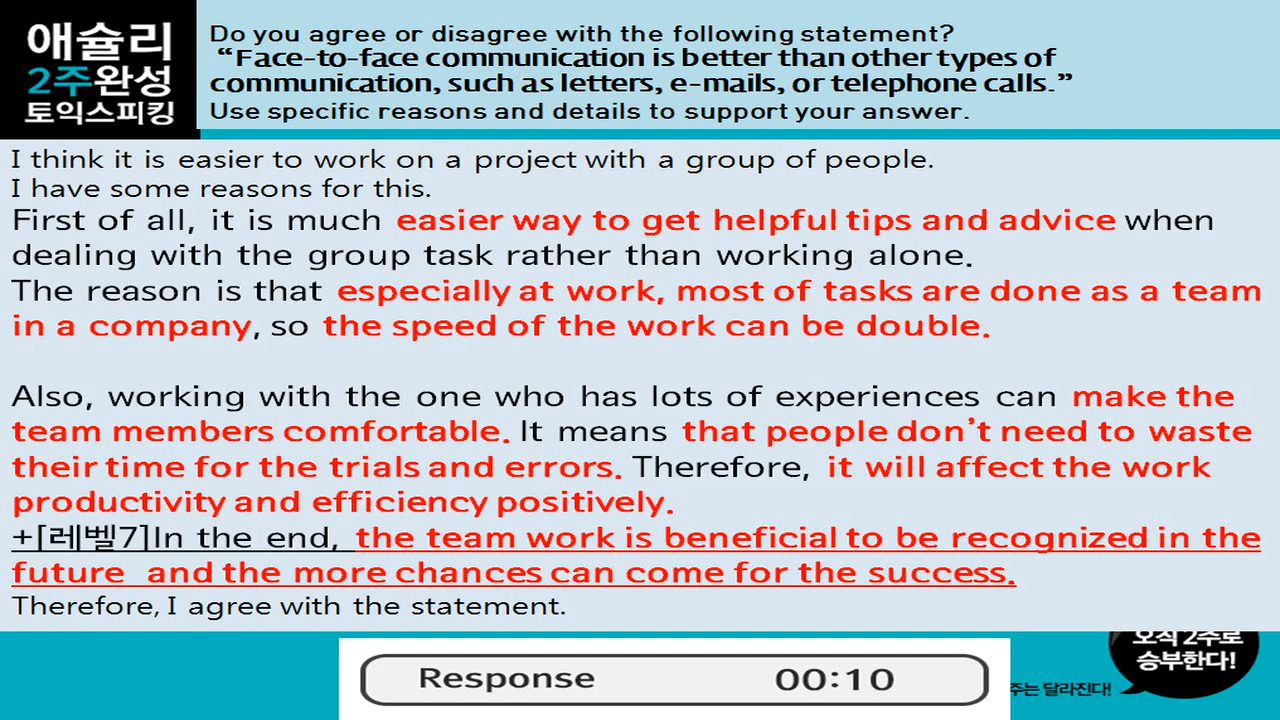 애슐리
2주완성
토익스피킹
Do you agree or disagree with the following statement?
“Face-to-face communication is better than other types of
communication, such as letters, e-mails, or telephone calls.”
Use specific reasons and details to support your answer.
I think it is easier to work on a project with a group of people.
I have some reasons for this.
First of all, it is much easier way to get helpful tips and advice when
dealing with the group task rather than working alone.
The reason is that especially at work, most of tasks are done as a team
in a company, so the speed of the work can be double.
Also, working with the one who has lots of experiences can make the
team members comfortable. It means that people don’t need to waste
their time for the trials and errors. Therefore, it will affect the work
productivity and efficiency positively.
+[레벨7]In the end, the team work is beneficial to be recognized in the
future and the more chances can come for the success.
Therefore, I agree with the statement.
오직 2주로
승부한다!
주는 달라진다!
Response 00:10